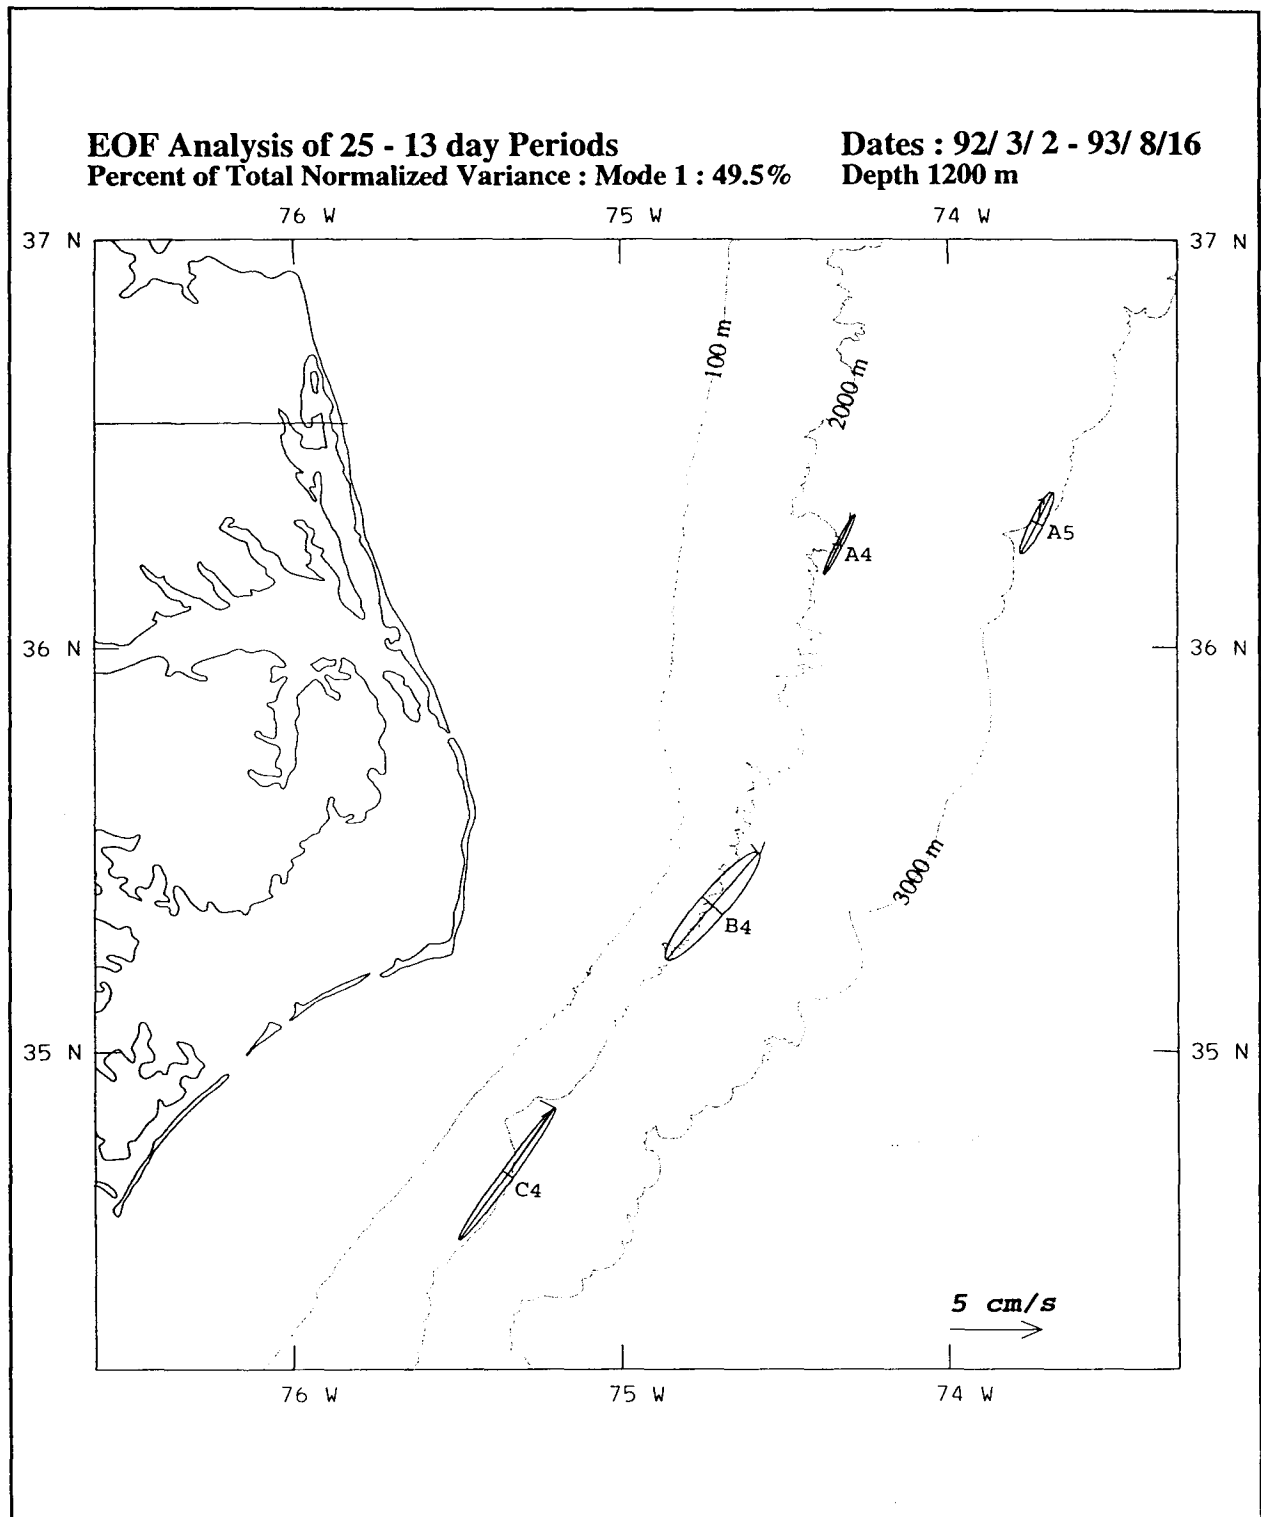 EOF Analysis of 25 - 13 day Periods
Dates : 92/ 3/ 2 - 93/ 8/16
Percent of Total Normalized Variance : Mode 1 : 49.5%
Depth 1200 m
76 W
75 W
74 W
37 N
37 N
100 m
2000 m
A5
A4
36 N
36 N
3000 m
B4
35 N
35 N
C4
5 cm/s
76 W
75 W
74 W